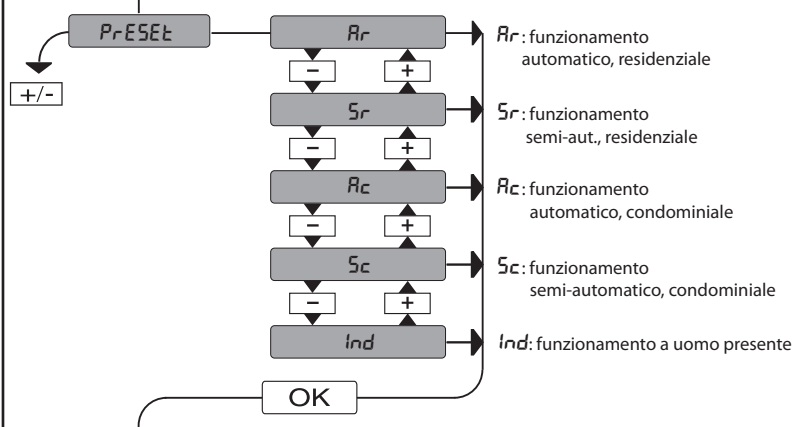 PrESEt
+/-
Ar
Ar: funzionamento
automatico, residenziale
- +
Sr
Sr: funzionamento
semi-aut., residenziale
- +
Ac
Ac: funzionamento
automatico, condominiale
- +
Sc
Sc: funzionamento
semi-automatico, condominiale
- +
Ind
Ind: funzionamento a uomo presente
OK